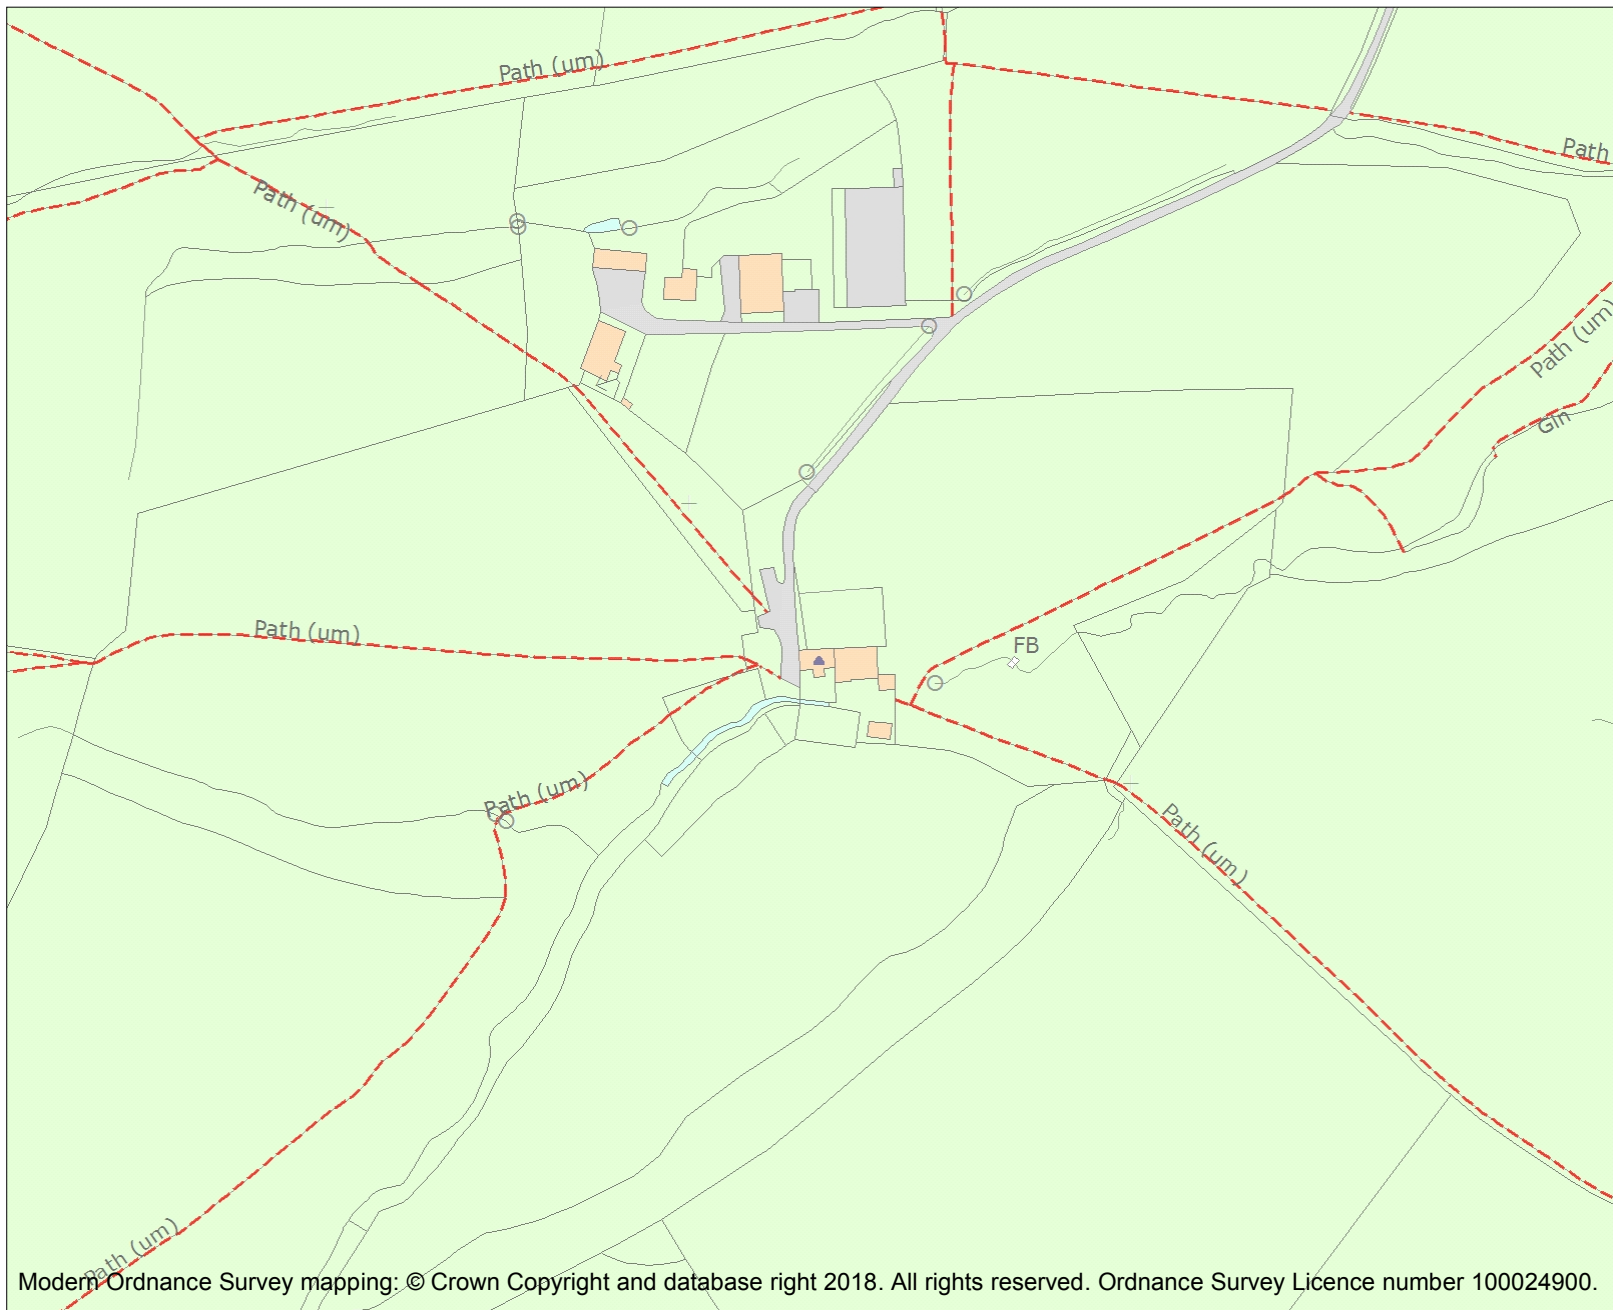 Path (um)
Path
Path (um)
Path (um)
Gln
Path (um)
FB
Path (um)
Path (um)
Path (um)
Modern Ordnance Survey mapping: © Crown Copyright and database right 2018. All rights reserved. Ordnance Survey Licence number 100024900.